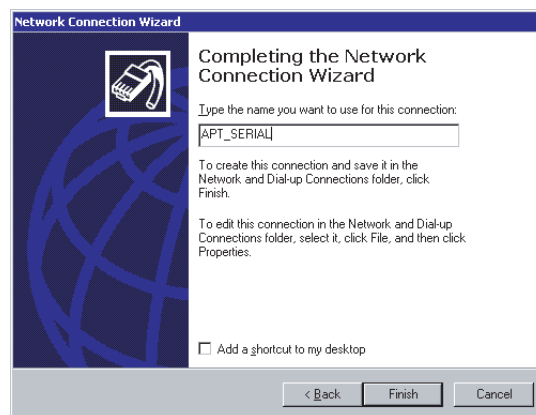 Network Connection Wizard
Completing the Network
Connection Wizard
Type the name you want to use for this connection:
APT_SERIAL
To create this connection and save it in the
Network and Dial-up Connections folder, click
Finish.
To edit this connection in the Network and Dial-up
Connections folder, select it, click File, and then click
Properties.
Add a shortcut to my desktop
< Back Finish Cancel